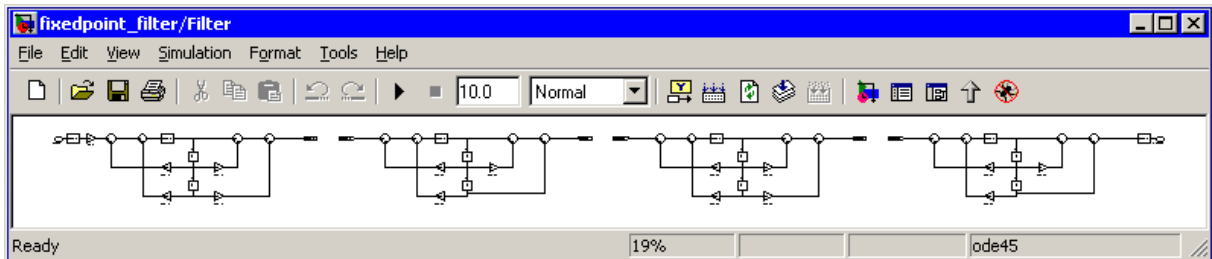 fixedpoint_filter/Filter
File Edit View Simulation Format Tools Help
10.0 Normal
Ready 19% ode45